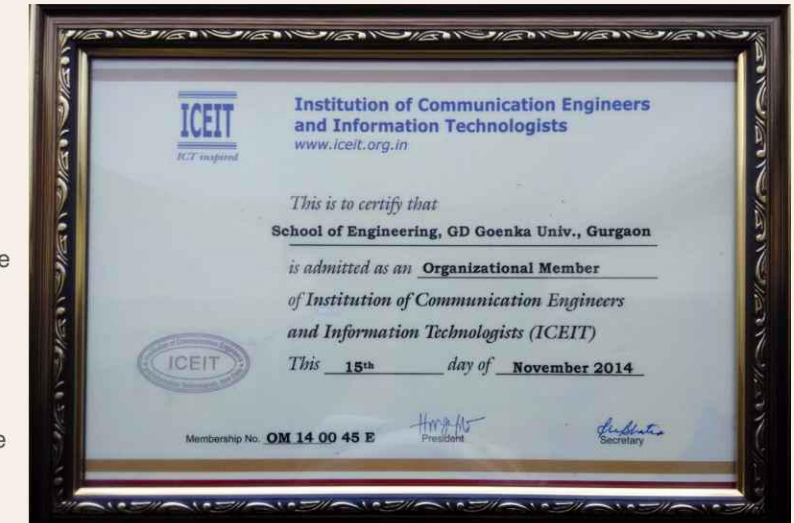 ICEIT
ICT inspired
Institution of Communication Engineers
and Information Technologists
www.iceit.org.in
This is to certify that
School of Engineering, GD Goenka Univ., Gurgaon
is admitted as an Organizational Member
of Institution of Communication Engineers
and Information Technologists (ICEIT)
This 15th day of November 2014
ICEIT
Membership No. OM 14 00 45 E
President
Secretary
e
e